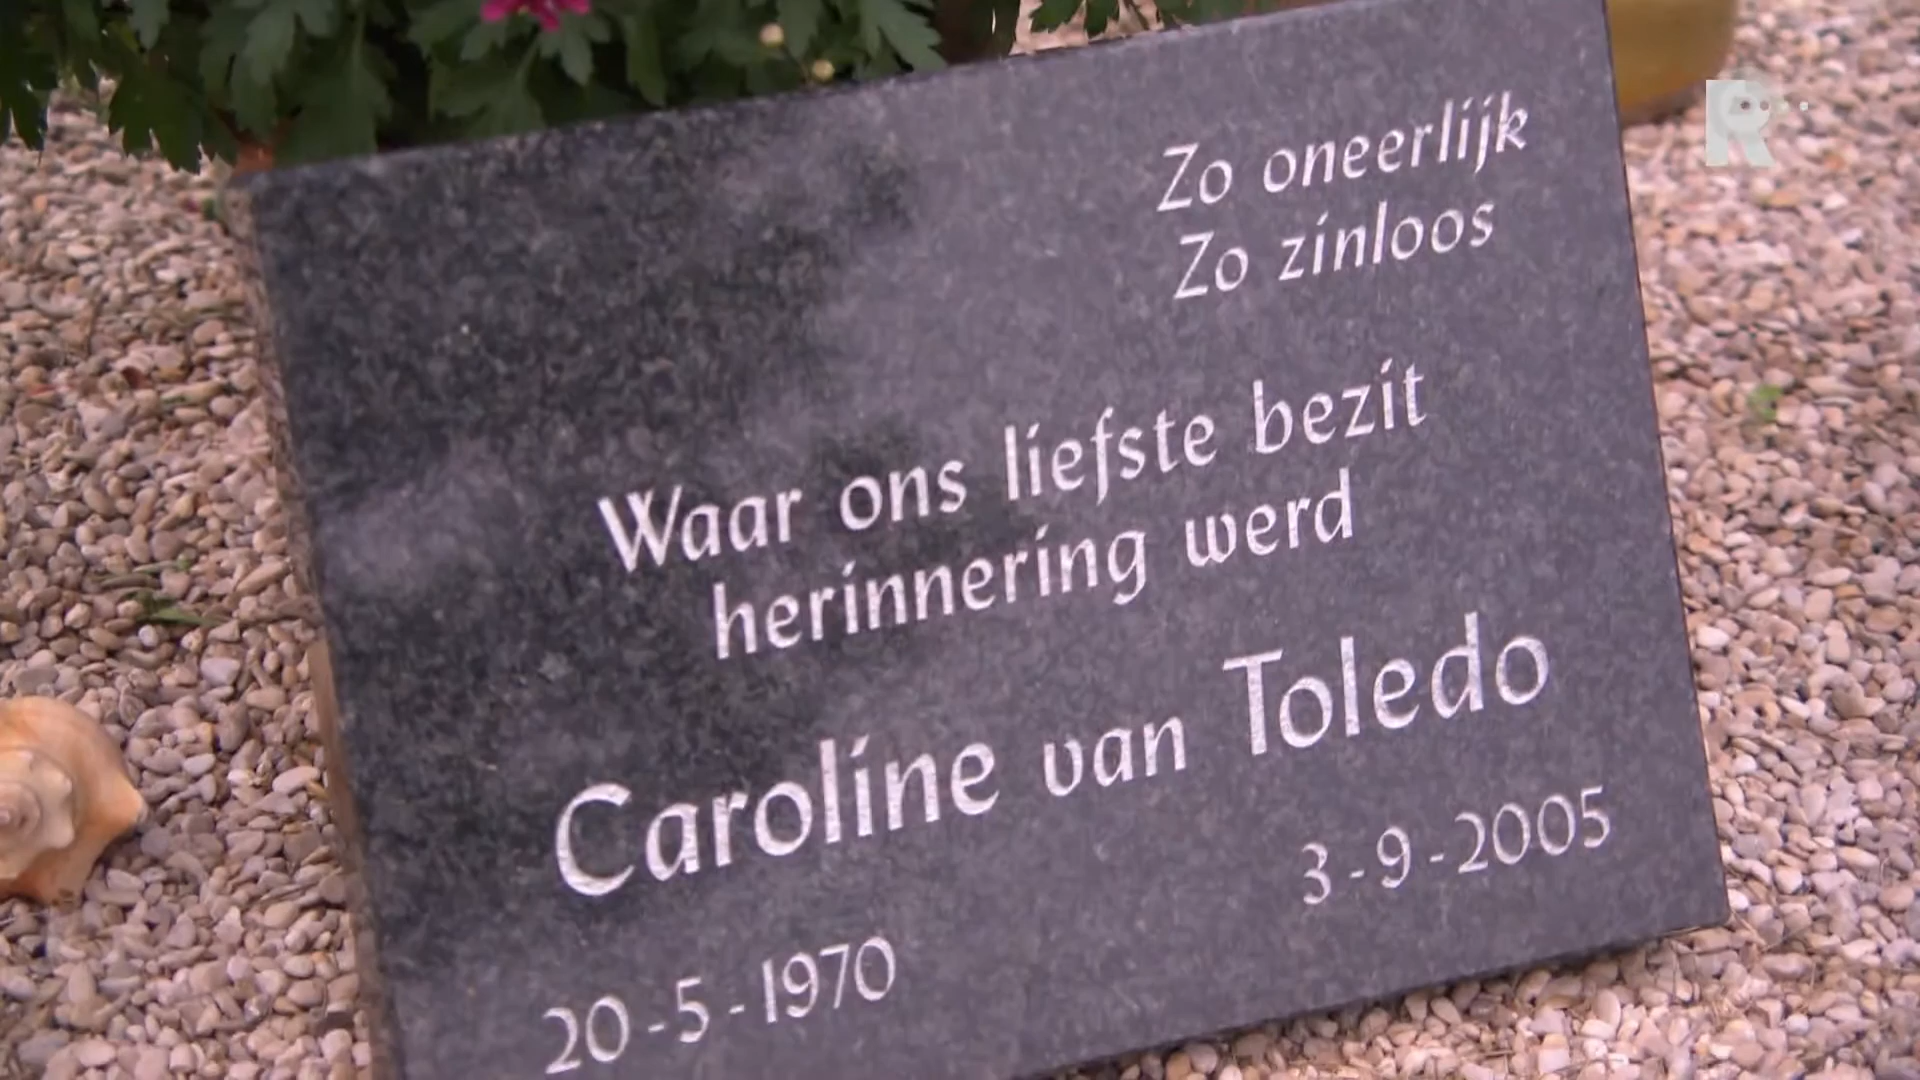 Zo oneerlijk
Zo zinloos
Waar ons liefste bezit
herinnering werd
Caroline van Toledo
20-5-1970
3-9-2005
R